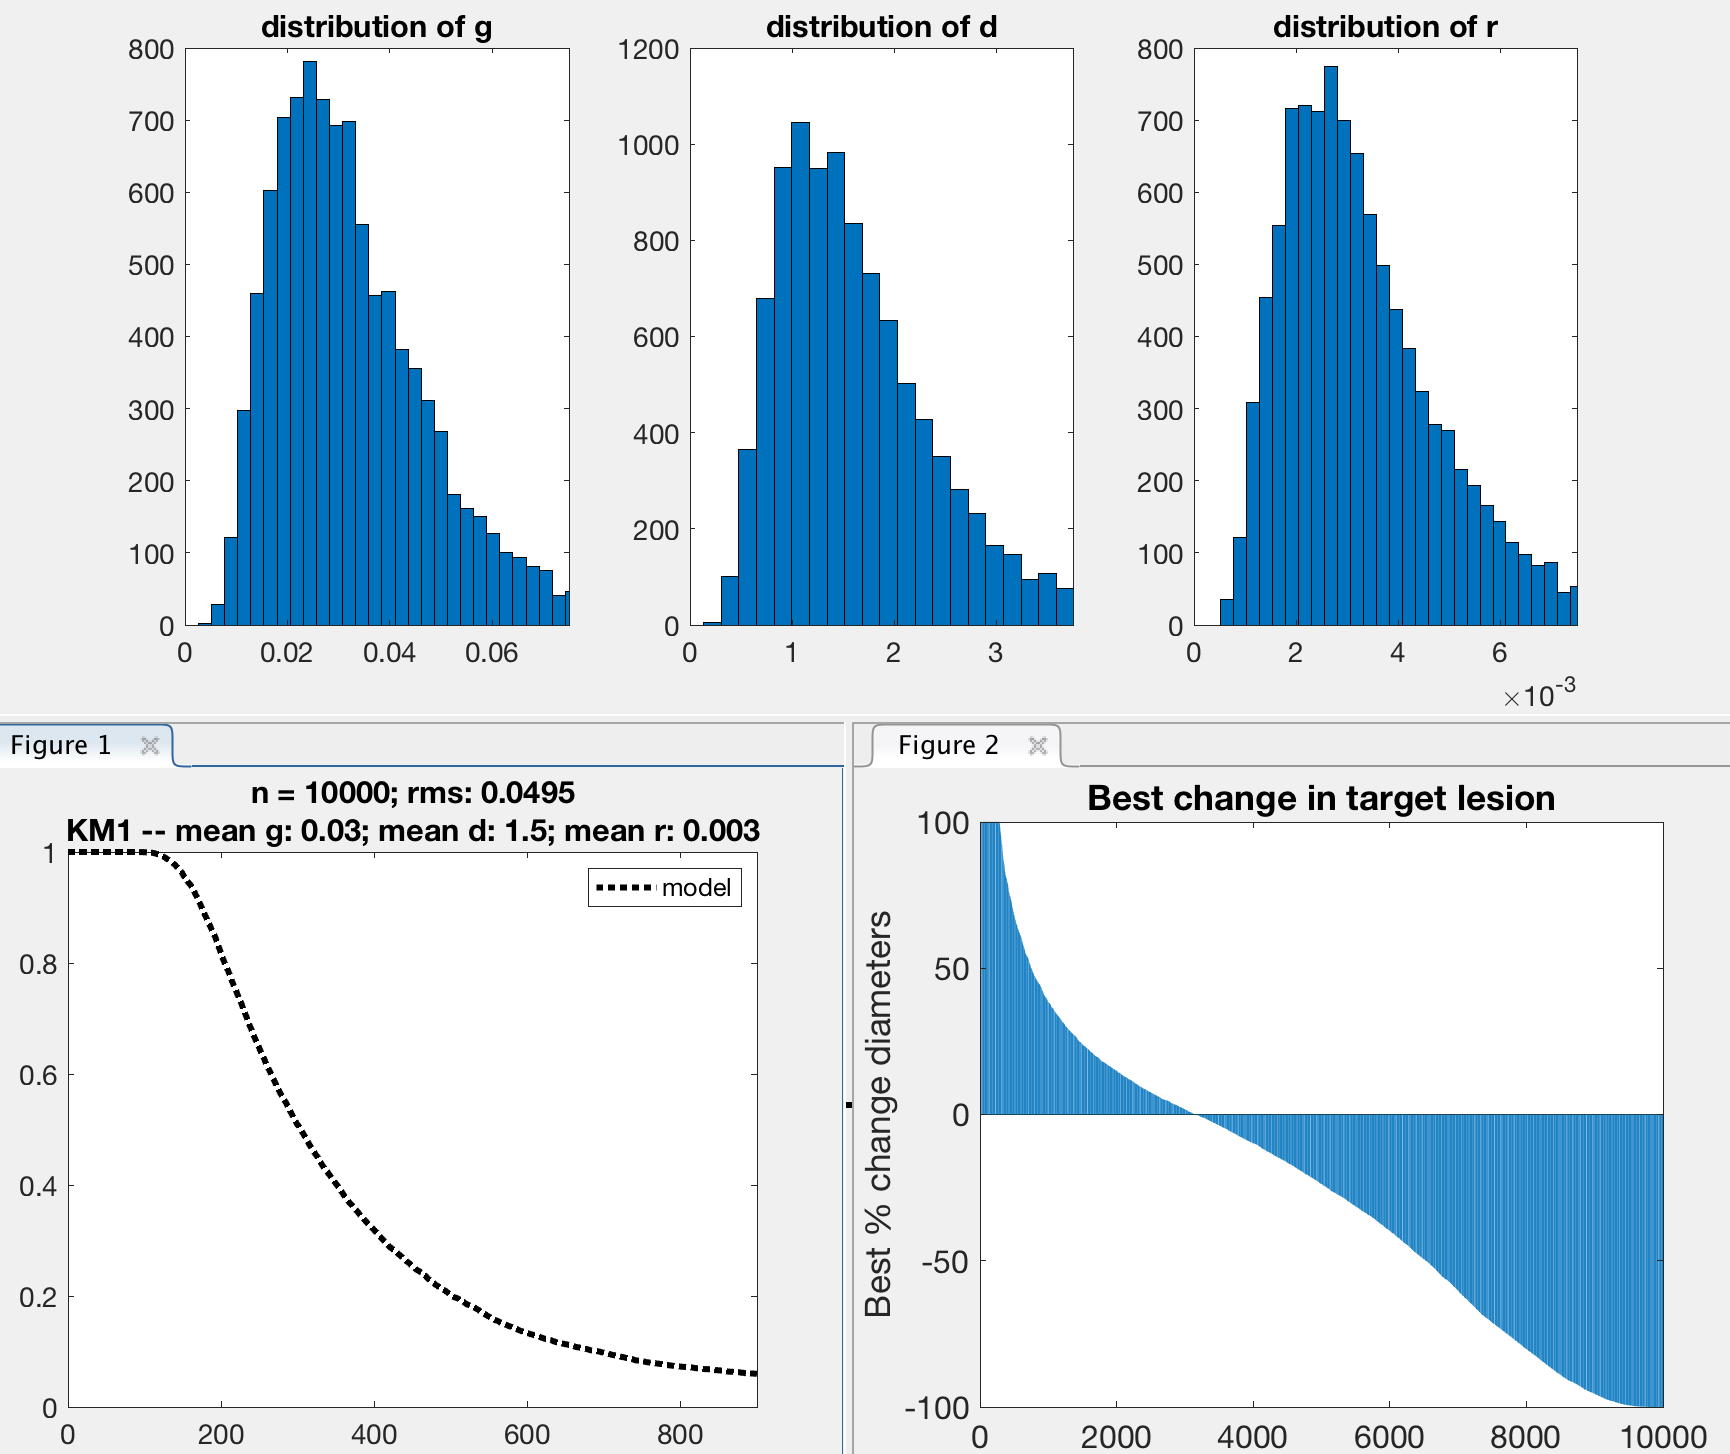 distribution of g
distribution of d
distribution of r
800
700
600
500
400
300
200
100
0
0 0.02 0.04 0.06
1200
1000
800
600
400
200
0
0 1 2 3
800
700
600
500
400
300
200
100
0
0 2 4 6
×10-3
Figure 1
Figure 2
n = 10000; rms: 0.0495
KM1 -- mean g: 0.03; mean d: 1.5; mean r: 0.003
model
1
0.8
0.6
0.4
0.2
0
0 200 400 600 800
Best change in target lesion
Best % change diameters
100
50
0
-50
-100
0 2000 4000 6000 8000 10000